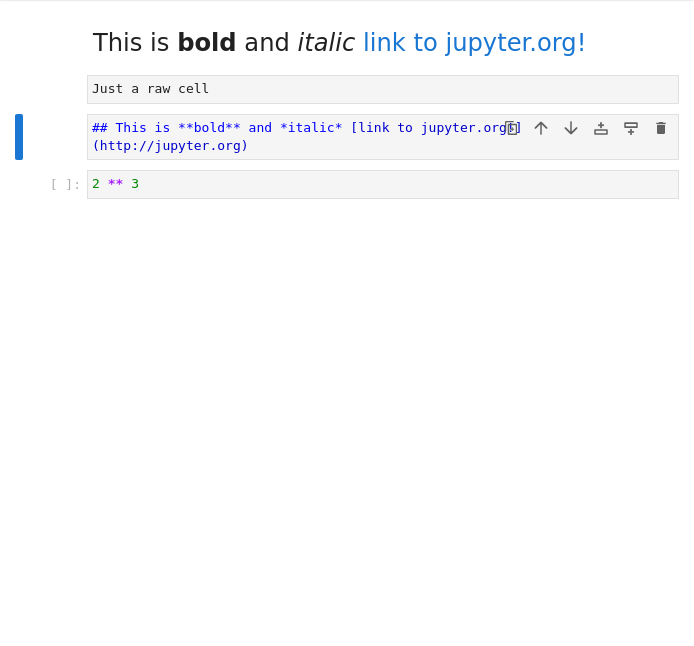 This is bold and italic link to jupyter.org!
Just a raw cell
## This is **bold** and *italic* [link to jupyter.org!]
(http://jupyter.org)
[ ]: 2 ** 3